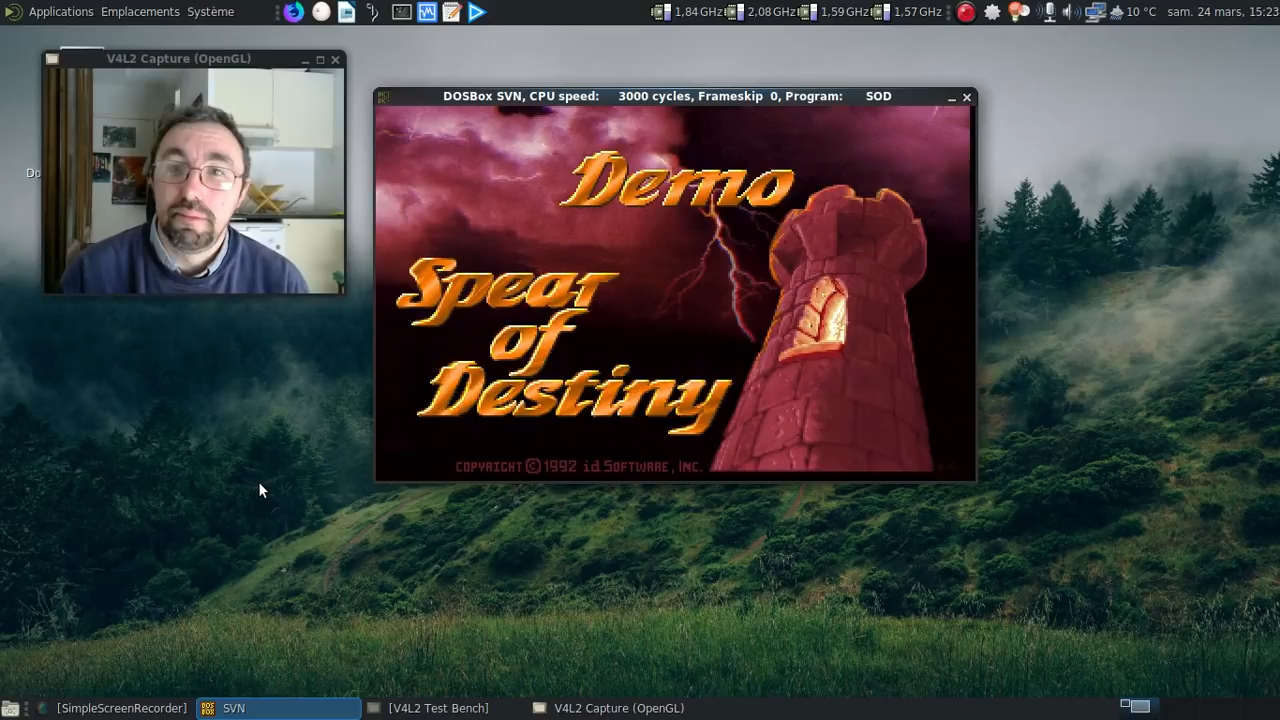 Applications Emplacements Système
1,84 GHz 2,08 GHz 1,59 GHz 1,57 GHz 10 °C sam. 24 mars, 15:23
V4L2 Capture (OpenGL)
DOSBox SVN, CPU speed: 3000 cycles, Frameskip 0, Program: SOD
Demo
Spear
of
Destiny
COPYRIGHT © 1992 id SOFTWARE, INC.
Do
[SimpleScreenRecorder] SVN [V4L2 Test Bench] V4L2 Capture (OpenGL)